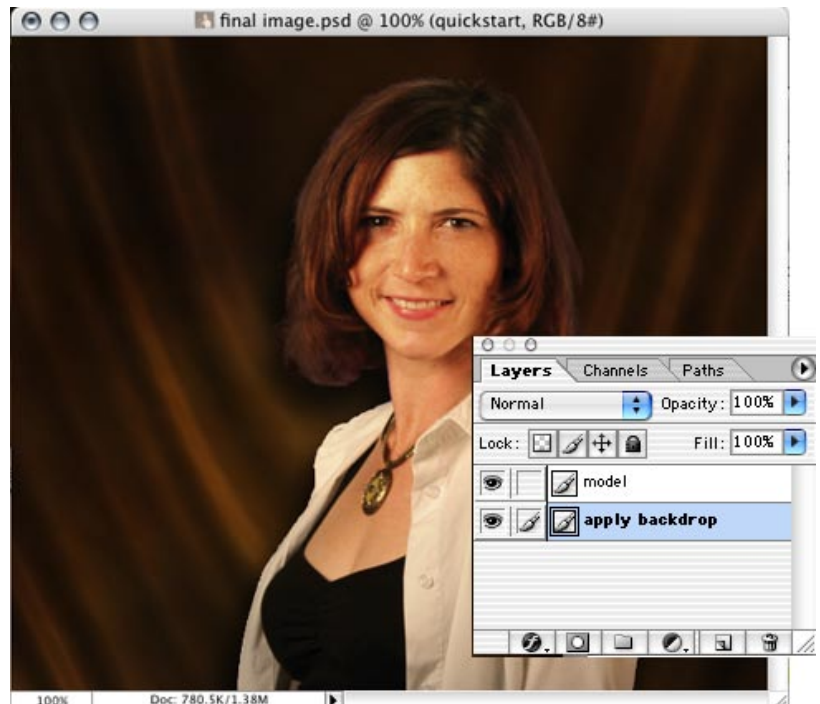 final image.psd @ 100% (quickstart, RGB/8#)
Layers Channels Paths
Normal Opacity: 100%
Lock: Fill: 100%
model
apply backdrop
100% Doc: 780.5K/1.38M